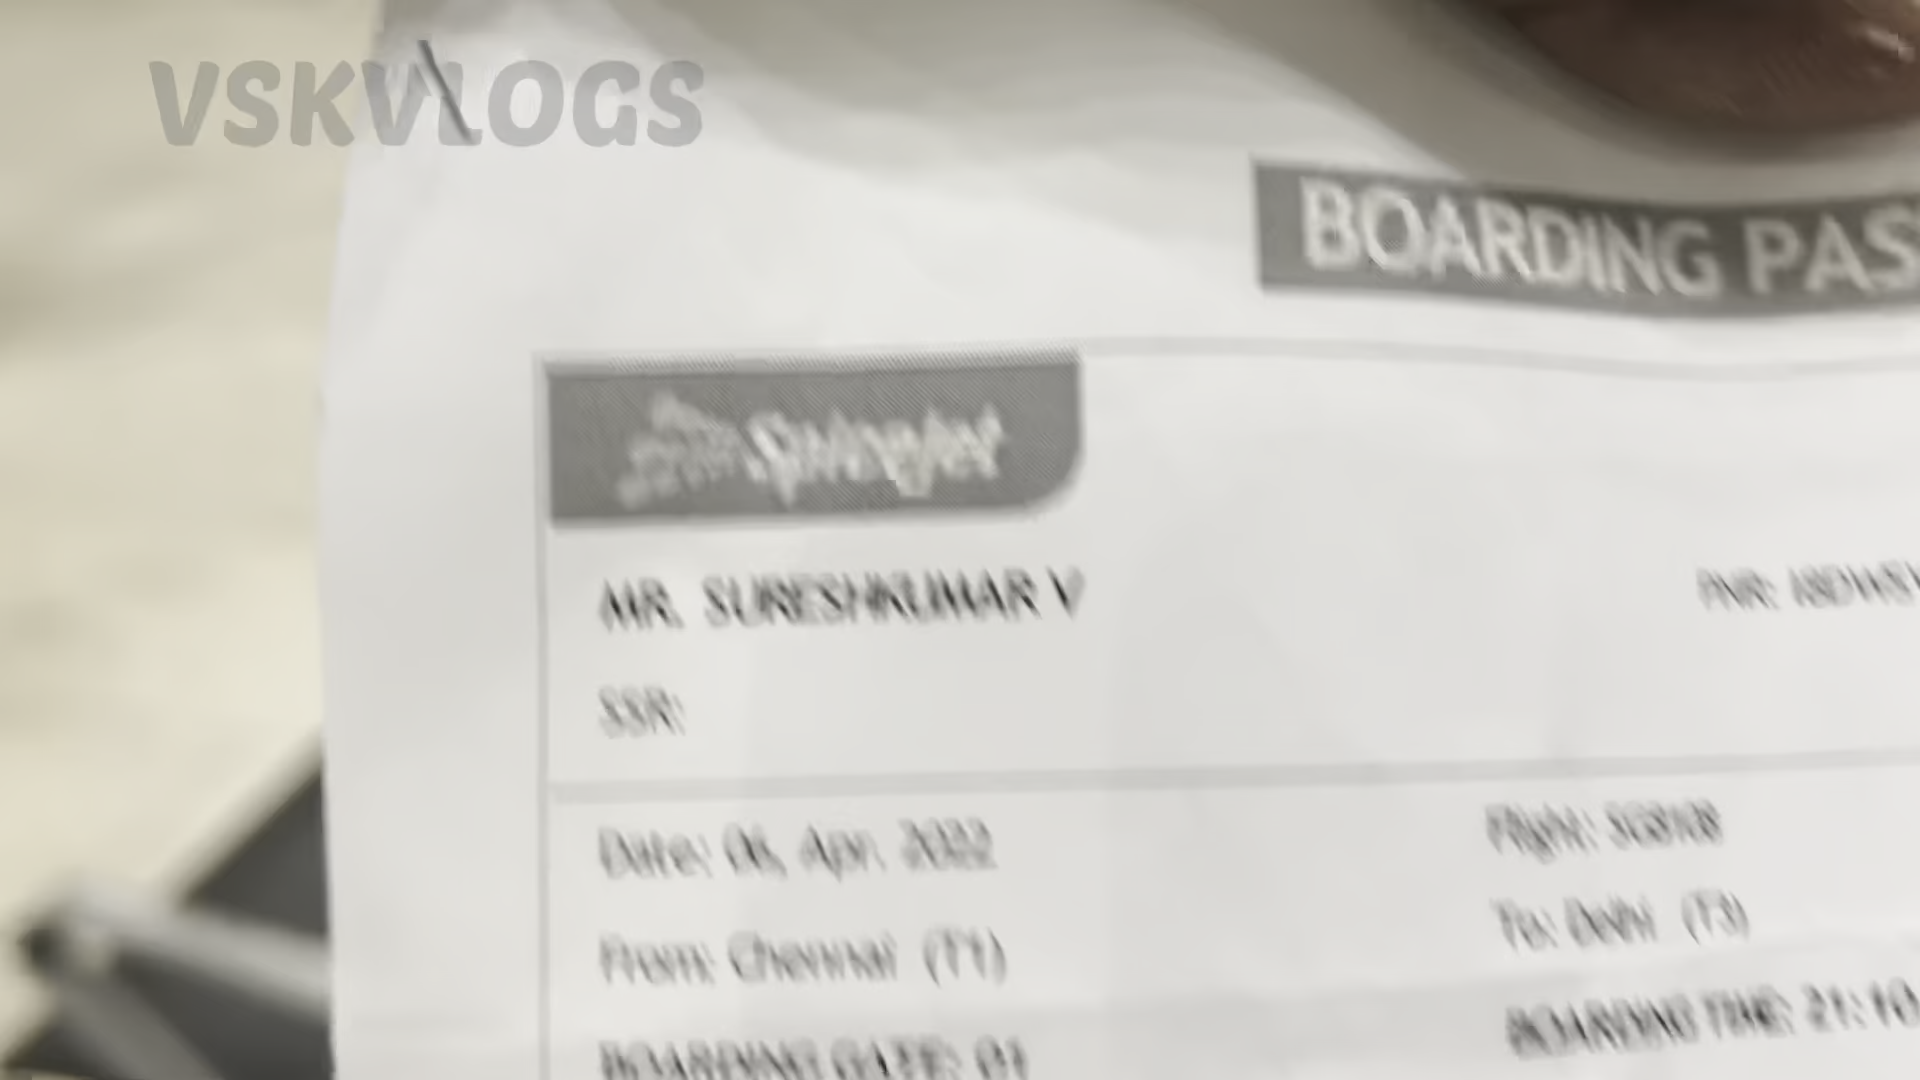 VSKVLOGS
BOARDING PAS
SpiceJet
MR. SURESHKUMAR V
PNR:
SSR:
Date: 06, Apr. 2022
Flight:
From: Chennai (T1)
To: Delhi (T3)
BOARDING GATE: 01
BOARDING TIME: 21:10